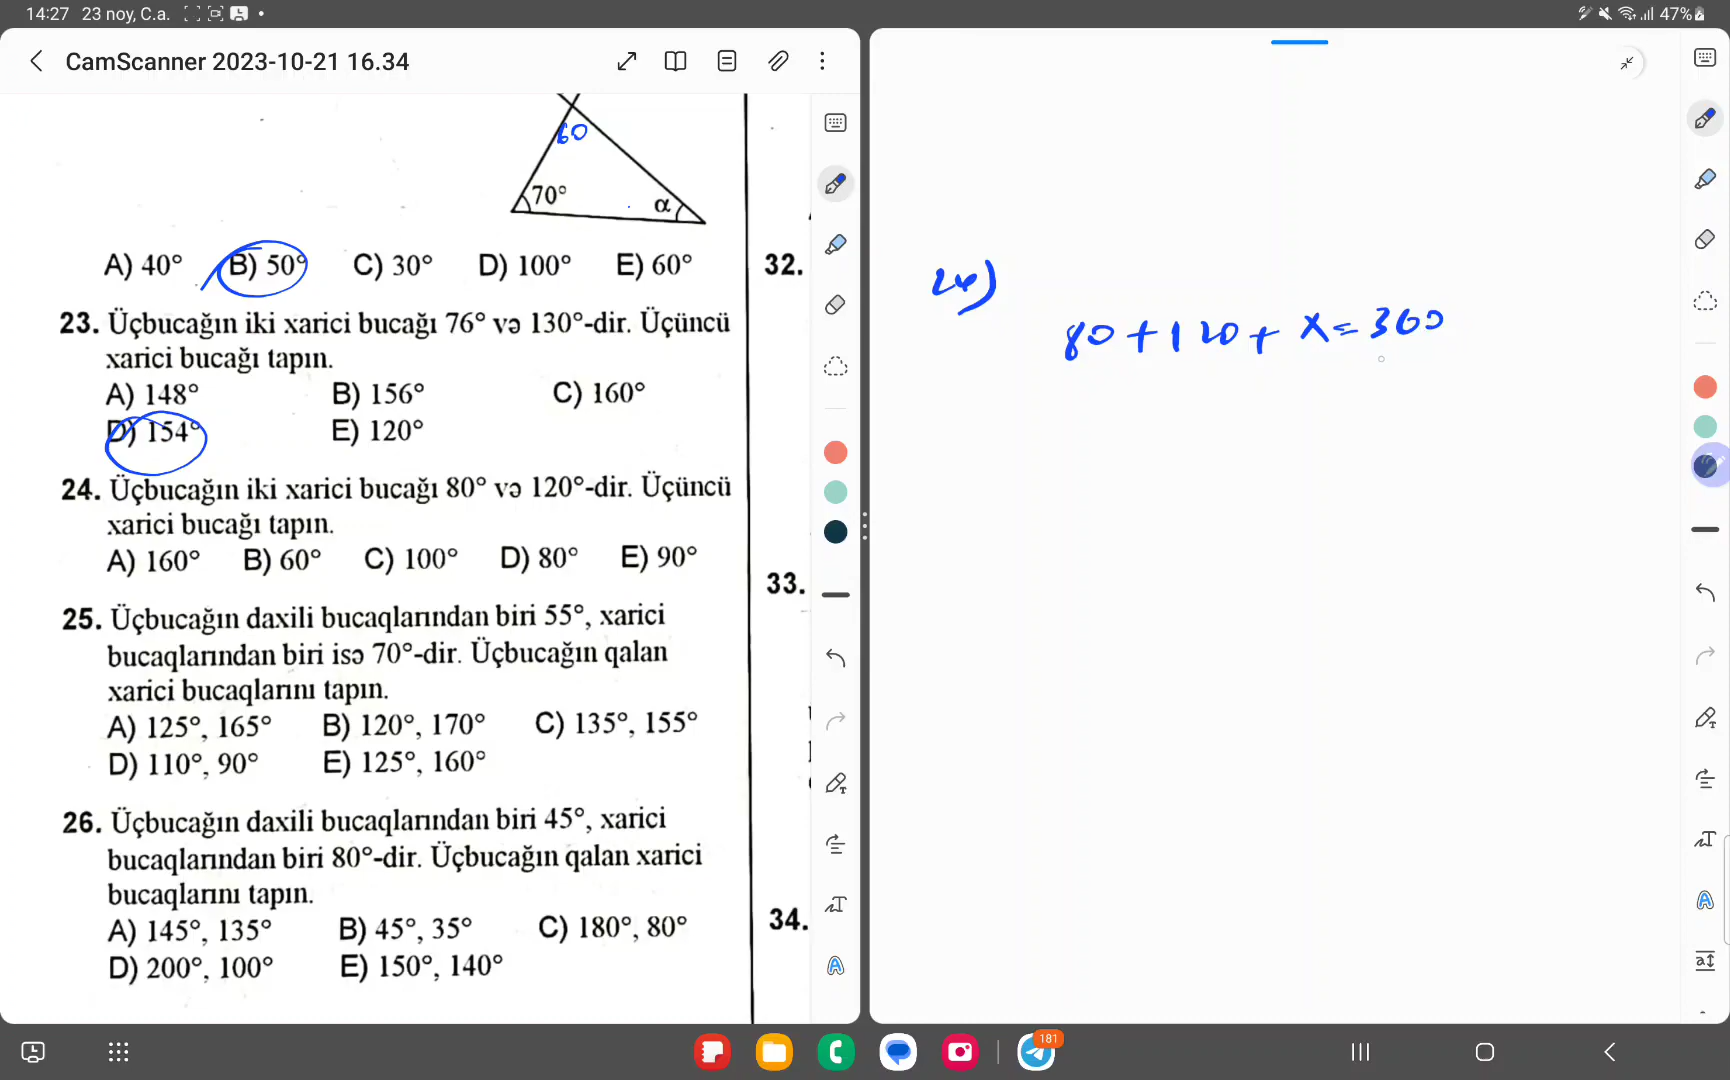 14:27 23 noy, C.a.
47%
CamScanner 2023-10-21 16.34
60
70°
α
A) 40° B) 50° C) 30° D) 100° E) 60°
23. Üçbucağın iki xarici bucağı 76° və 130°-dir. Üçüncü
xarici bucağı tapın.
A) 148° B) 156° C) 160°
D) 154° E) 120°
24. Üçbucağın iki xarici bucağı 80° və 120°-dir. Üçüncü
xarici bucağı tapın.
A) 160° B) 60° C) 100° D) 80° E) 90°
25. Üçbucağın daxili bucaqlarından biri 55°, xarici
bucaqlarından biri isə 70°-dir. Üçbucağın qalan
xarici bucaqlarını tapın.
A) 125°, 165° B) 120°, 170° C) 135°, 155°
D) 110°, 90° E) 125°, 160°
26. Üçbucağın daxili bucaqlarından biri 45°, xarici
bucaqlarından biri 80°-dir. Üçbucağın qalan xarici
bucaqlarını tapın.
A) 145°, 135° B) 45°, 35° C) 180°, 80°
D) 200°, 100° E) 150°, 140°
32.
33.
34.
24)
80 + 120 + x = 360
181